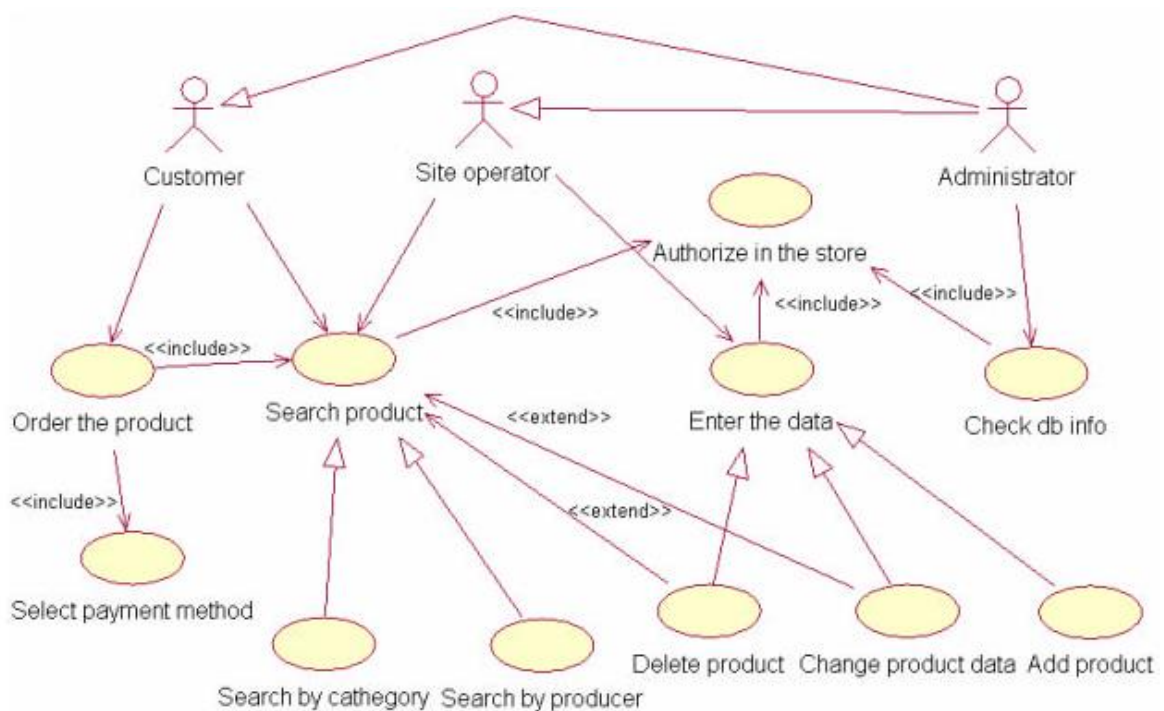 Customer
Site operator
Administrator
Authorize in the store
<<include>>
<<include>>
<<include>>
<<include>>
Order the product
Search product
<<extend>>
Enter the data
Check db info
<<include>>
<<extend>>
Select payment method
Delete product
Change product data
Add product
Search by cathegory
Search by producer